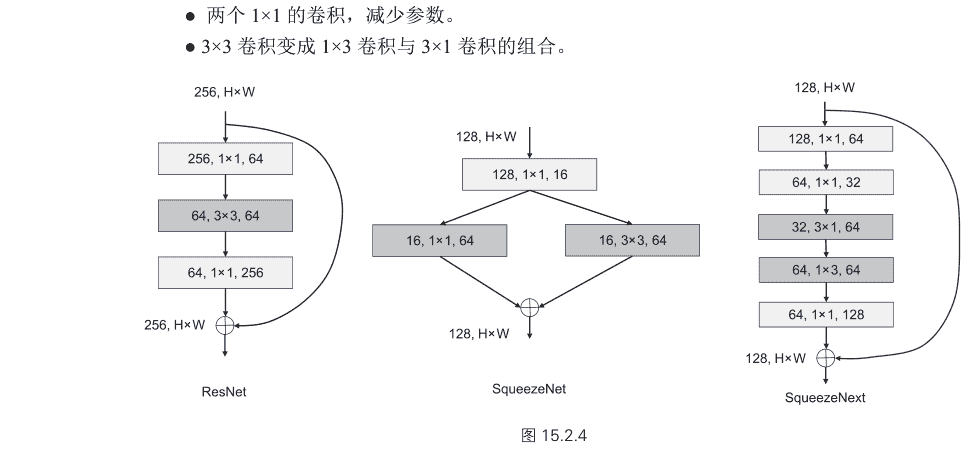 ● 两个 1×1 的卷积，减少参数。
● 3×3 卷积变成 1×3 卷积与 3×1 卷积的组合。
256, H×W
256, 1×1, 64
64, 3×3, 64
64, 1×1, 256
256, H×W
ResNet
128, H×W
128, 1×1, 16
16, 1×1, 64
16, 3×3, 64
128, H×W
SqueezeNet
128, H×W
128, 1×1, 64
64, 1×1, 32
32, 3×1, 64
64, 1×3, 64
64, 1×1, 128
128, H×W
SqueezeNext
图 15.2.4